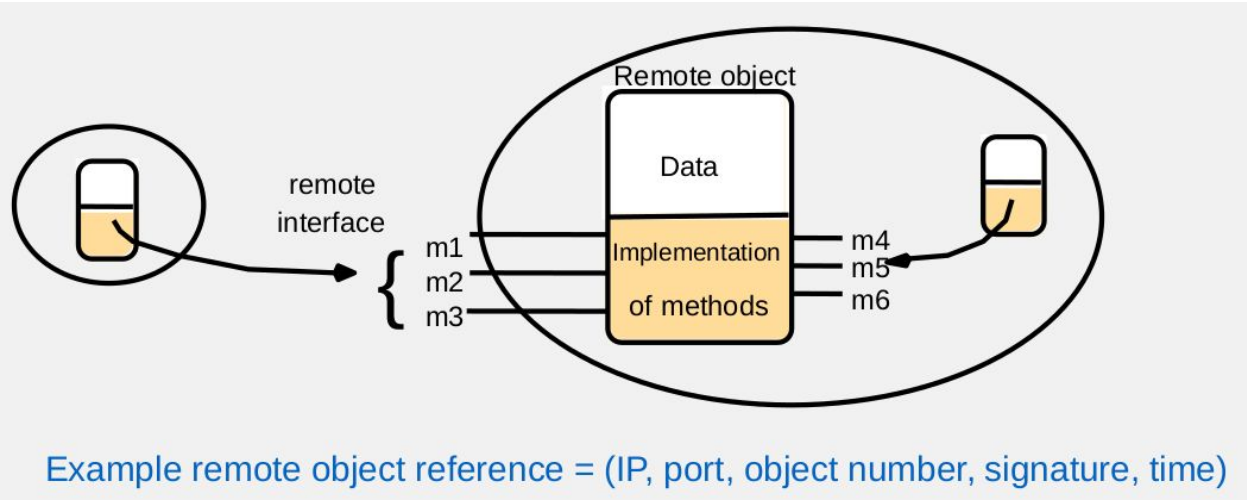 Remote object
Data
remote
interface
{
m1
m2
m3
Implementation
of methods
m4
m5
m6
Example remote object reference = (IP, port, object number, signature, time)